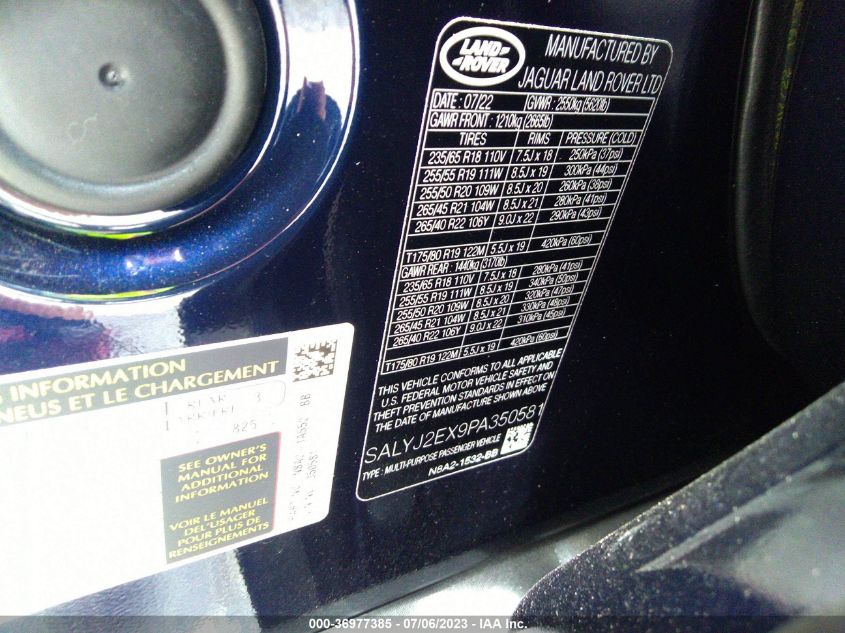 LAND-
-ROVER
MANUFACTURED BY
JAGUAR LAND ROVER LTD
DATE : 07/22 GVWR : 2550kg (5620lb)
GAWR FRONT : 1210kg (2665lb)
TIRES RIMS PRESSURE (COLD)
235/65 R18 110V 7.5J x 18 250kPa (37psi)
255/55 R19 111W 8.5J x 19 300kPa (44psi)
255/50 R20 109W 8.5J x 20 260kPa (38psi)
265/45 R21 104W 8.5J x 21 280kPa (41psi)
265/40 R22 106Y 9.0J x 22 290kPa (43psi)
T175/80 R19 122M 5.5J x 19 420kPa (60psi)
GAWR REAR : 1440kg (3170lb)
235/65 R18 110V 7.5J x 18 280kPa (41psi)
255/55 R19 111W 8.5J x 19 340kPa (50psi)
255/50 R20 109W 8.5J x 20 320kPa (47psi)
265/45 R21 104W 8.5J x 21 330kPa (48psi)
265/40 R22 106Y 9.0J x 22 310kPa (45psi)
T175/80 R19 122M 5.5J x 19 420kPa (60psi)
THIS VEHICLE CONFORMS TO ALL APPLICABLE
U.S. FEDERAL MOTOR VEHICLE SAFETY AND
THEFT PREVENTION STANDARDS IN EFFECT ON
THE DATE OF MANUFACTURE SHOWN ABOVE
SALYJ2EX9PA350581
TYPE : MULTI-PURPOSE PASSENGER VEHICLE
N8A2-1532-BB
INFORMATION
NEUS ET LE CHARGEMENT
REAR 3
825
SEE OWNER'S
MANUAL FOR
ADDITIONAL
INFORMATION
VOIR LE MANUEL
DEL'USAGER
POUR PLUS DE
RENSEIGNEMENTS
000-36977385 - 07/06/2023 - IAA Inc.